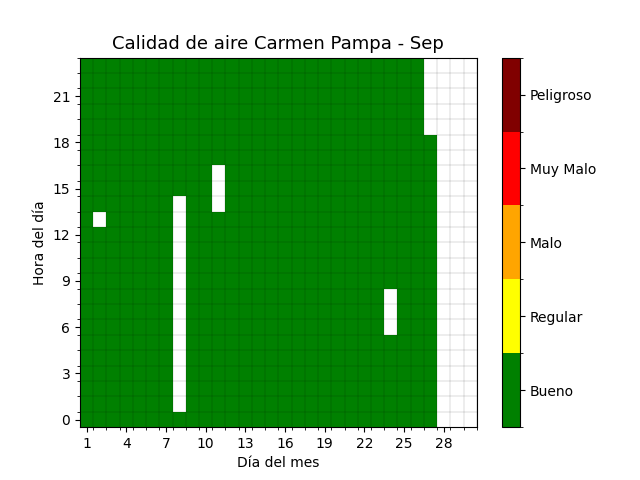 Calidad de aire Carmen Pampa - Sep
Hora del día
21
18
15
12
9
6
3
0
1 4 7 10 13 16 19 22 25 28
Día del mes
Peligroso
Muy Malo
Malo
Regular
Bueno